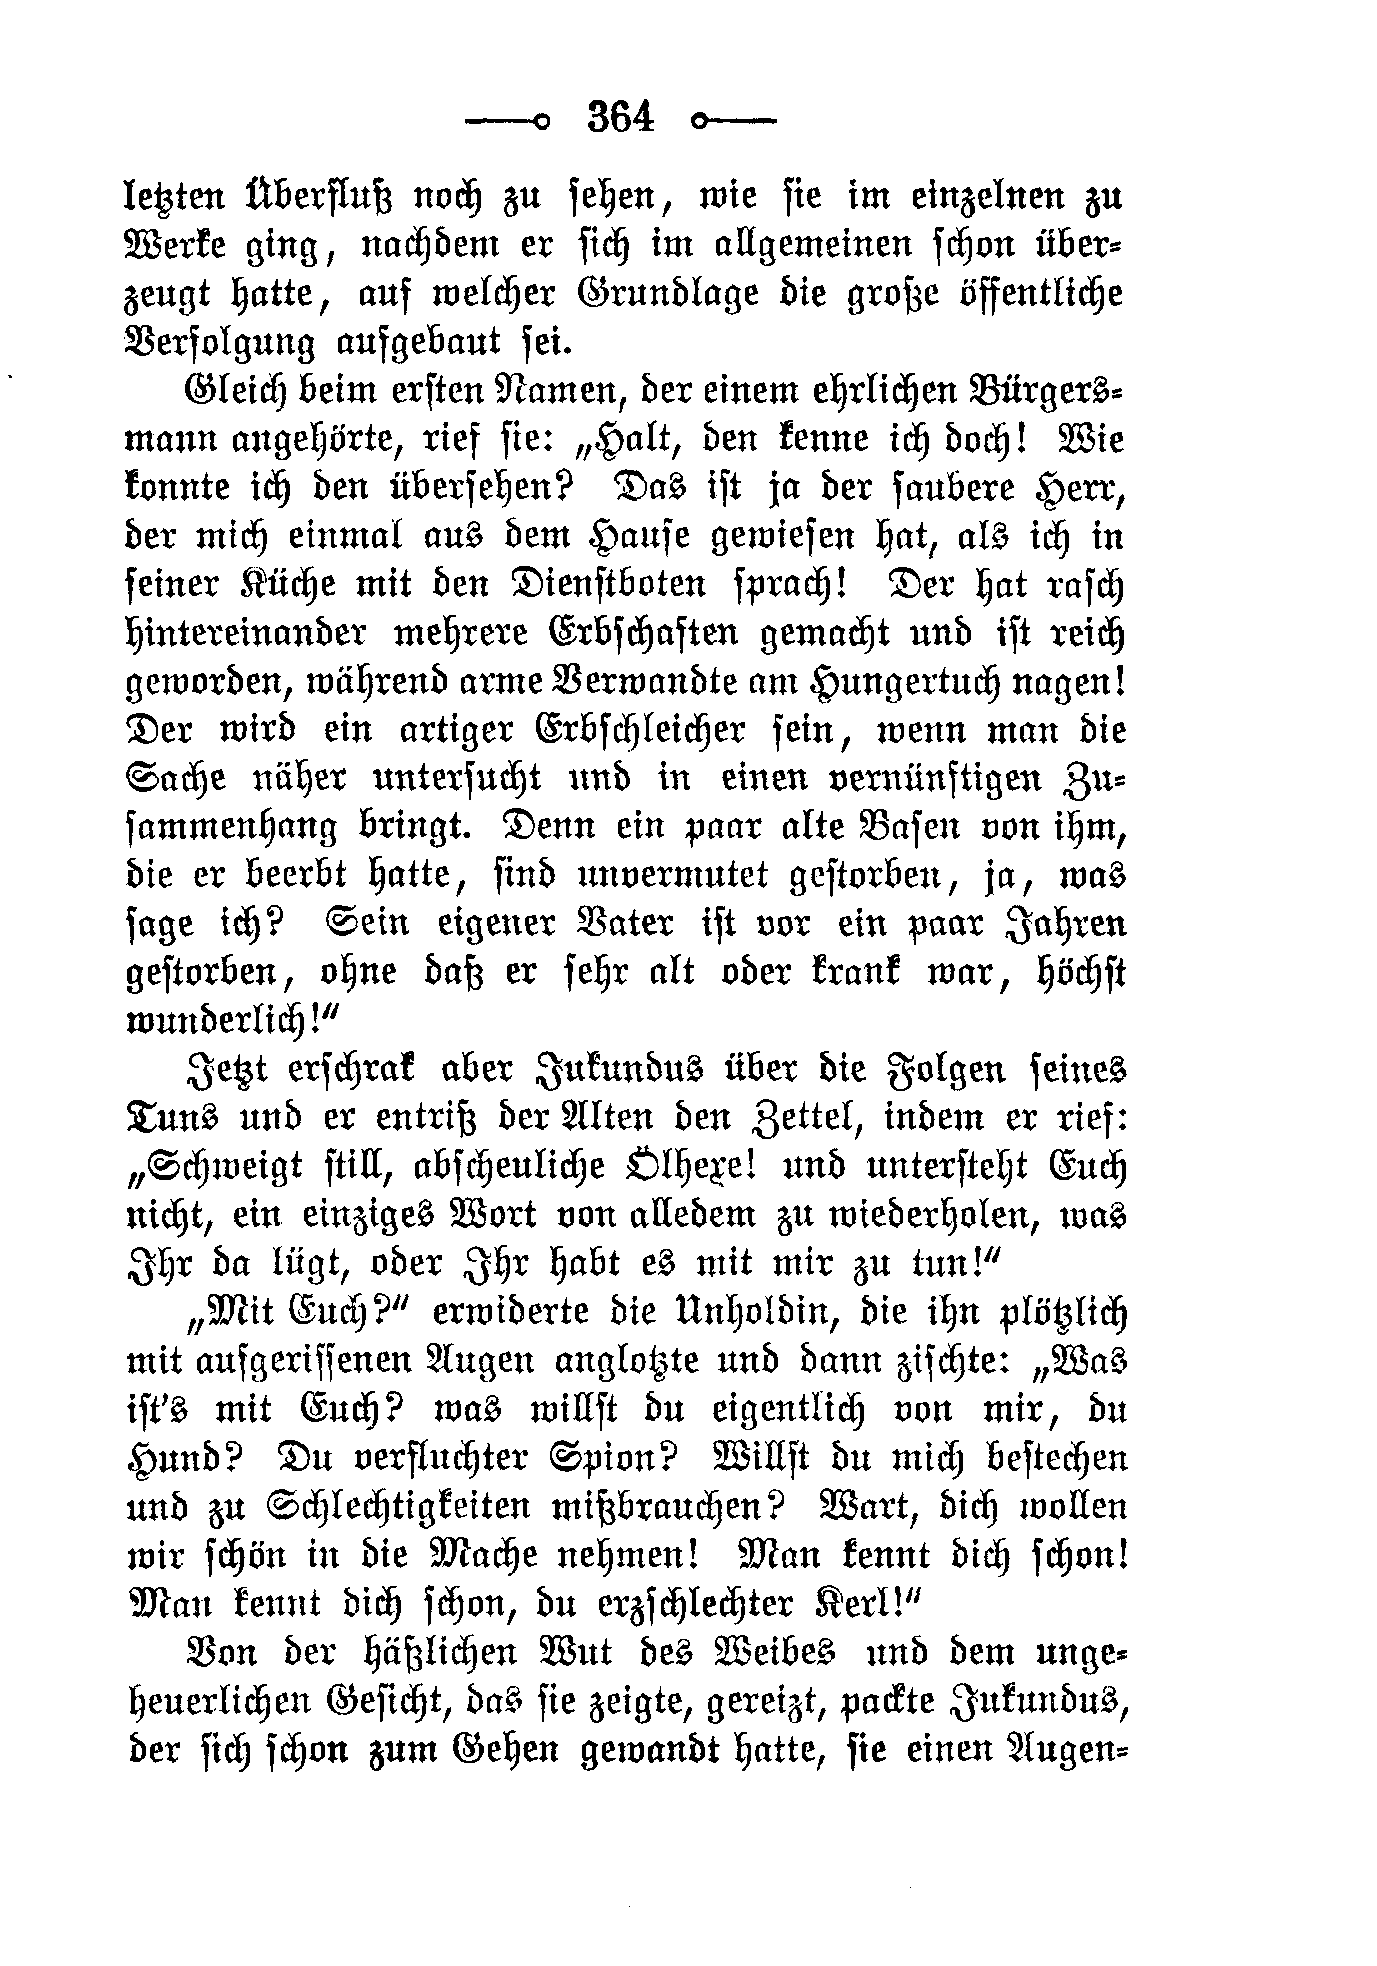 364
letzten Überfluß noch zu sehen, wie sie im einzelnen zu
Werke ging, nachdem er sich im allgemeinen schon über-
zeugt hatte, auf welcher Grundlage die große öffentliche
Verfolgung aufgebaut sei.
Gleich beim ersten Namen, der einem ehrlichen Bürgers-
mann angehörte, rief sie: „Halt, den kenne ich doch! Wie
konnte ich den übersehen? Das ist ja der saubere Herr,
der mich einmal aus dem Hause gewiesen hat, als ich in
seiner Küche mit den Dienstboten sprach! Der hat rasch
hintereinander mehrere Erbschaften gemacht und ist reich
geworden, während arme Verwandte am Hungertuch nagen!
Der wird ein artiger Erbschleicher sein, wenn man die
Sache näher untersucht und in einen vernünftigen Zu-
sammenhang bringt. Denn ein paar alte Basen von ihm,
die er beerbt hatte, sind unvermutet gestorben, ja, was
sage ich? Sein eigener Vater ist vor ein paar Jahren
gestorben, ohne daß er sehr alt oder krank war, höchst
wunderlich!“
Jetzt erschrak aber Jukundus über die Folgen seines
Tuns und er entriß der Alten den Zettel, indem er rief:
„Schweigt still, abscheuliche Ölhexe! und untersteht Euch
nicht, ein einziges Wort von alledem zu wiederholen, was
Ihr da lügt, oder Ihr habt es mit mir zu tun!“
„Mit Euch?“ erwiderte die Unholdin, die ihn plötzlich
mit aufgerissenen Augen anglotzte und dann zischte: „Was
ist's mit Euch? was willst du eigentlich von mir, du
Hund? Du verfluchter Spion? Willst du mich bestechen
und zu Schlechtigkeiten mißbrauchen? Wart, dich wollen
wir schön in die Mache nehmen! Man kennt dich schon!
Man kennt dich schon, du erzschlechter Kerl!“
Von der häßlichen Wut des Weibes und dem unge-
heuerlichen Gesicht, das sie zeigte, gereizt, packte Jukundus,
der sich schon zum Gehen gewandt hatte, sie einen Augen-